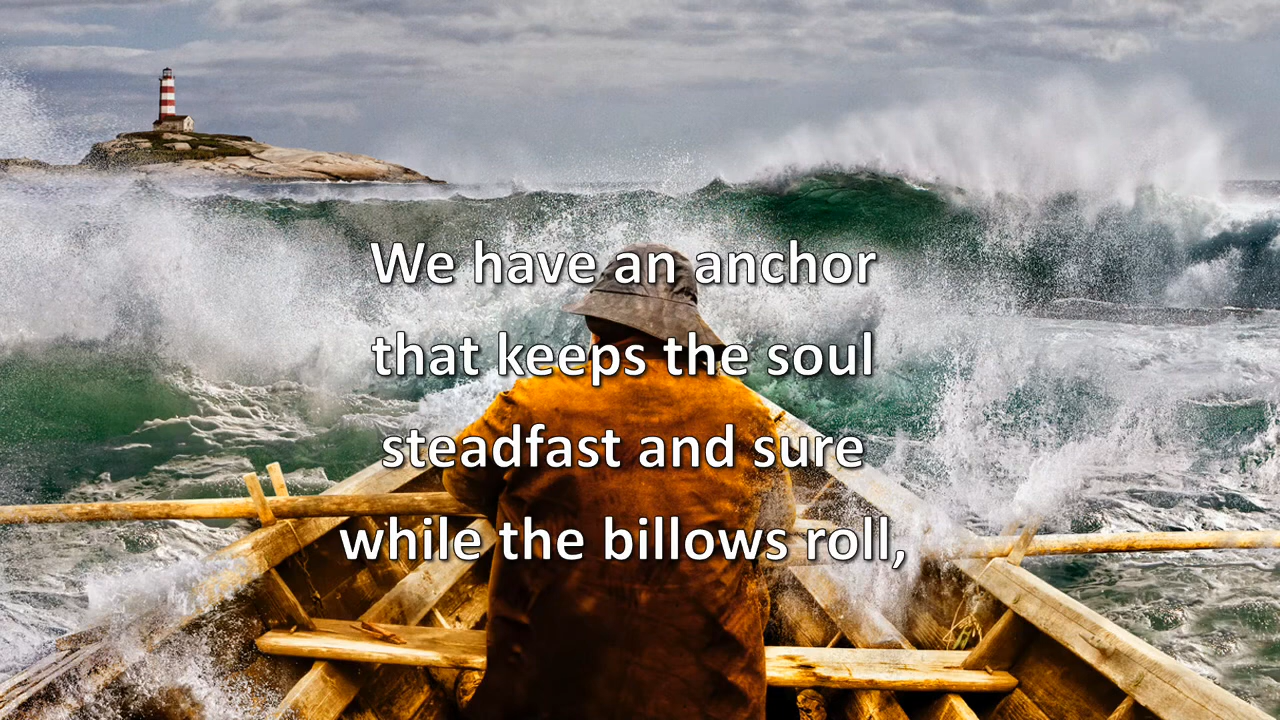 We have an anchor
that keeps the soul
steadfast and sure
while the billows roll,